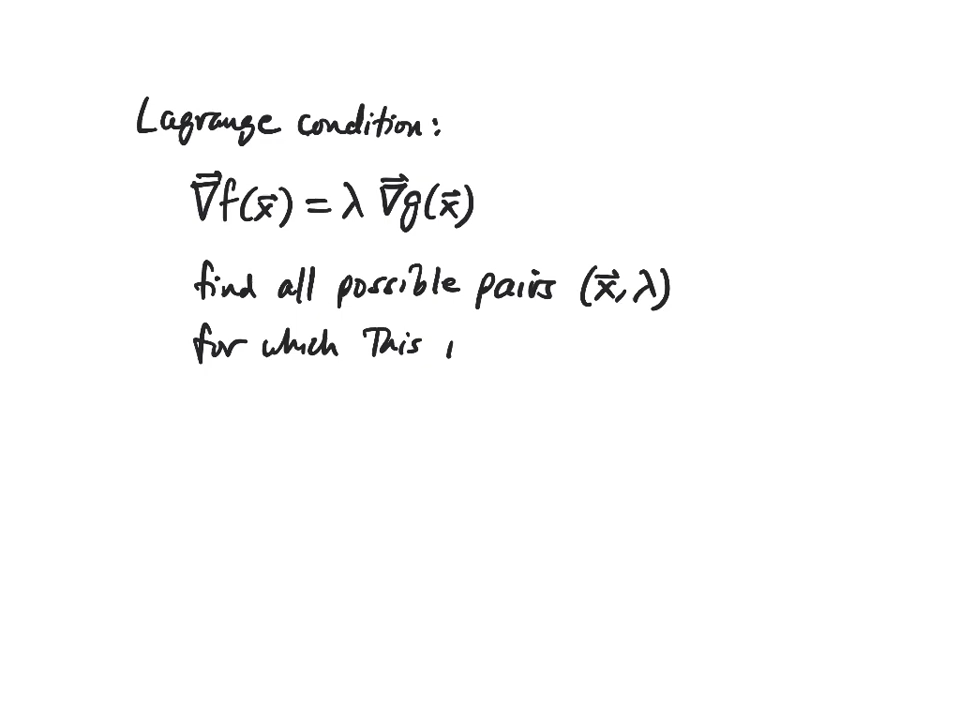 Lagrange condition:
∇⃗f(x⃗) = λ ∇⃗g(x⃗)
find all possible pairs (x⃗, λ)
for which This